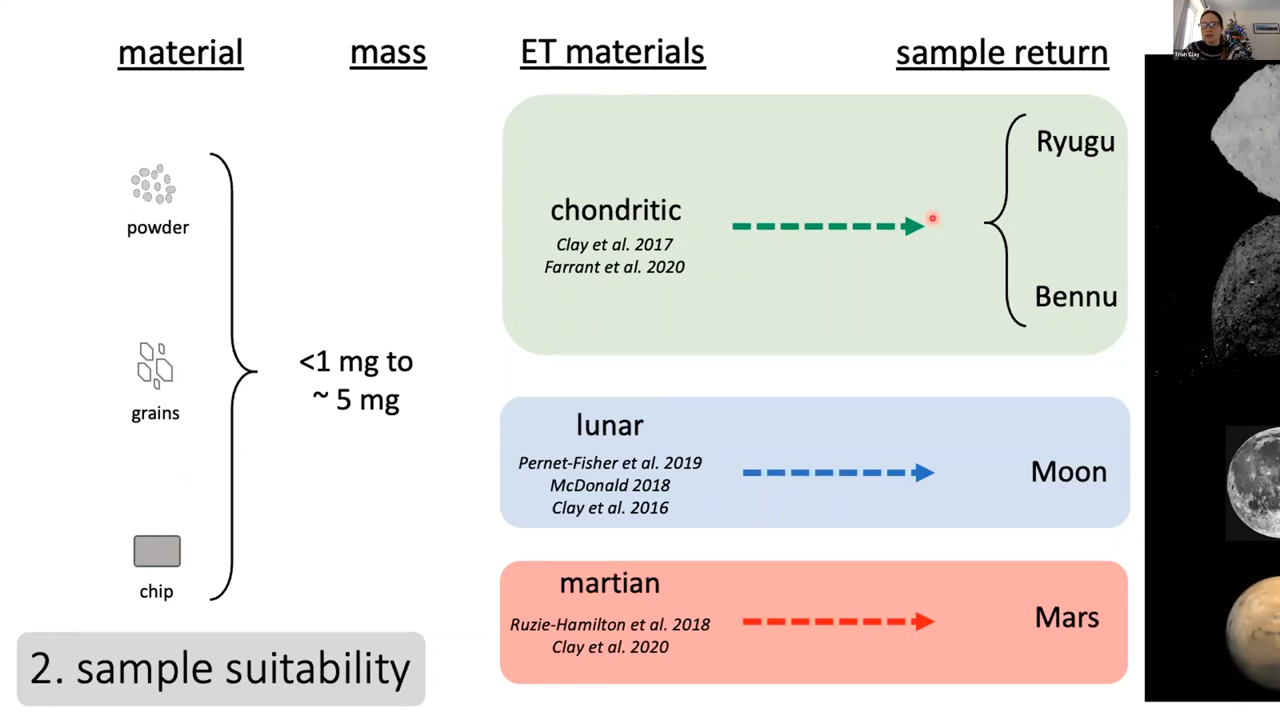 material
mass
ET materials
sample return
powder
grains
chip
<1 mg to
~ 5 mg
chondritic
Clay et al. 2017
Farrant et al. 2020
Ryugu
Bennu
lunar
Pernet-Fisher et al. 2019
McDonald 2018
Clay et al. 2016
Moon
martian
Ruzie-Hamilton et al. 2018
Clay et al. 2020
Mars
2. sample suitability
Trish Clay